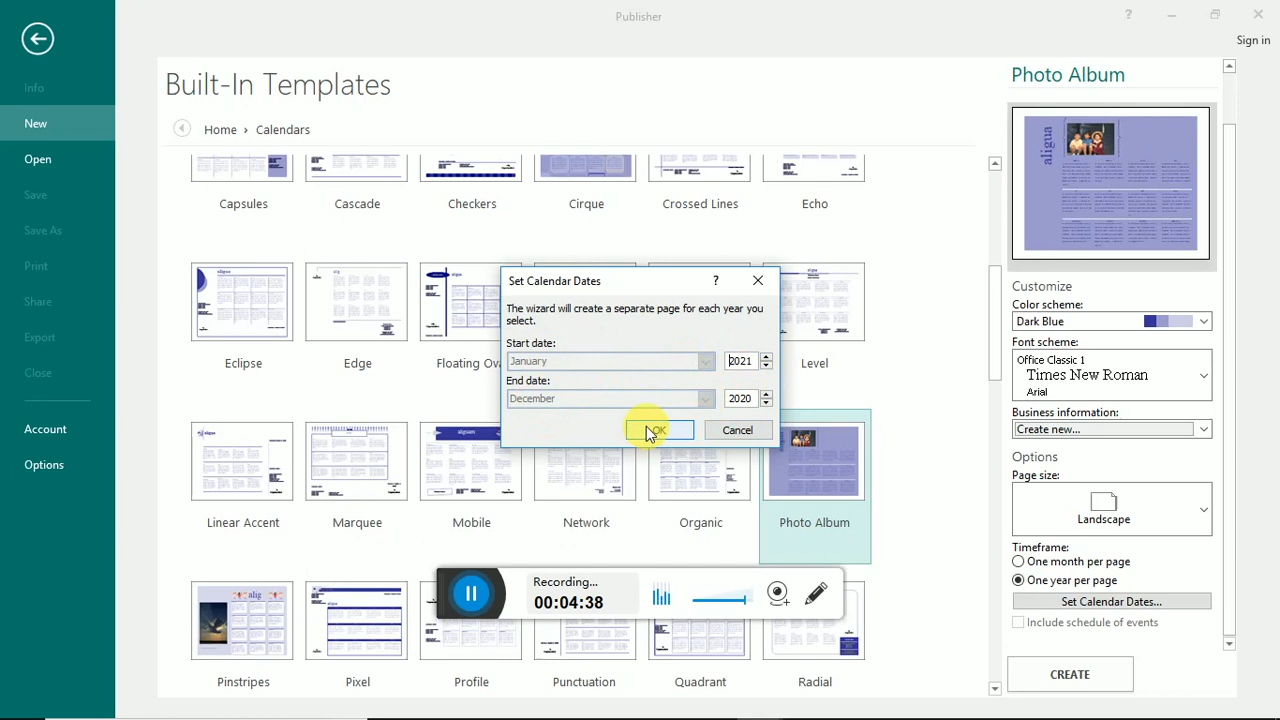 Publisher
?
Sign in
Info
New
Open
Save
Save As
Print
Share
Export
Close
Account
Options
Built-In Templates
Home › Calendars
Capsules
Cascade
Checkers
Cirque
Crossed Lines
Echo
Eclipse
Edge
Floating Ov
Level
Linear Accent
Marquee
Mobile
Network
Organic
Photo Album
Pinstripes
Pixel
Profile
Punctuation
Quadrant
Radial
Set Calendar Dates
?
The wizard will create a separate page for each year you
select.
Start date:
January
2021
End date:
December
2020
OK
Cancel
Recording...
00:04:38
Photo Album
aligua
Customize
Color scheme:
Dark Blue
Font scheme:
Office Classic 1
Times New Roman
Arial
Business information:
Create new...
Options
Page size:
Landscape
Timeframe:
One month per page
One year per page
Set Calendar Dates...
Include schedule of events
CREATE